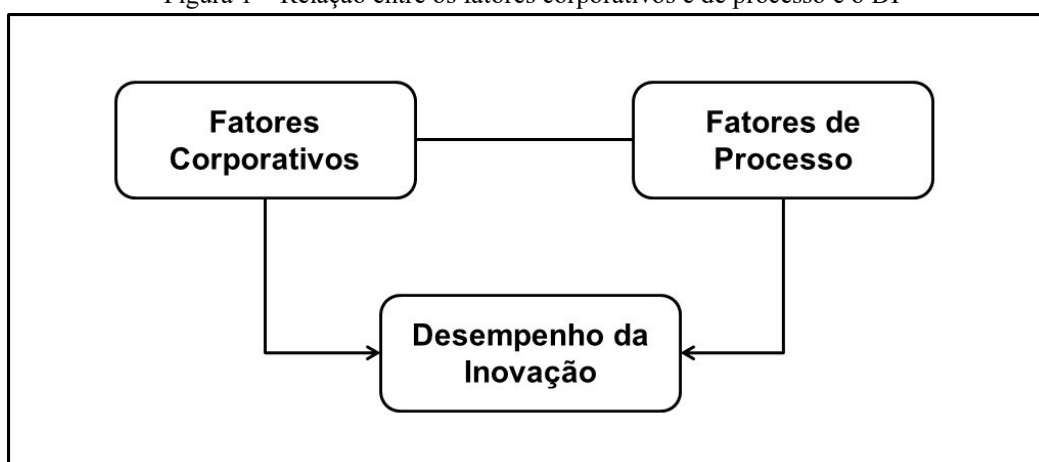 Figura 1 – Relação entre os fatores corporativos e de processo e o DI
Fatores
Corporativos
Fatores de
Processo
Desempenho da
Inovação